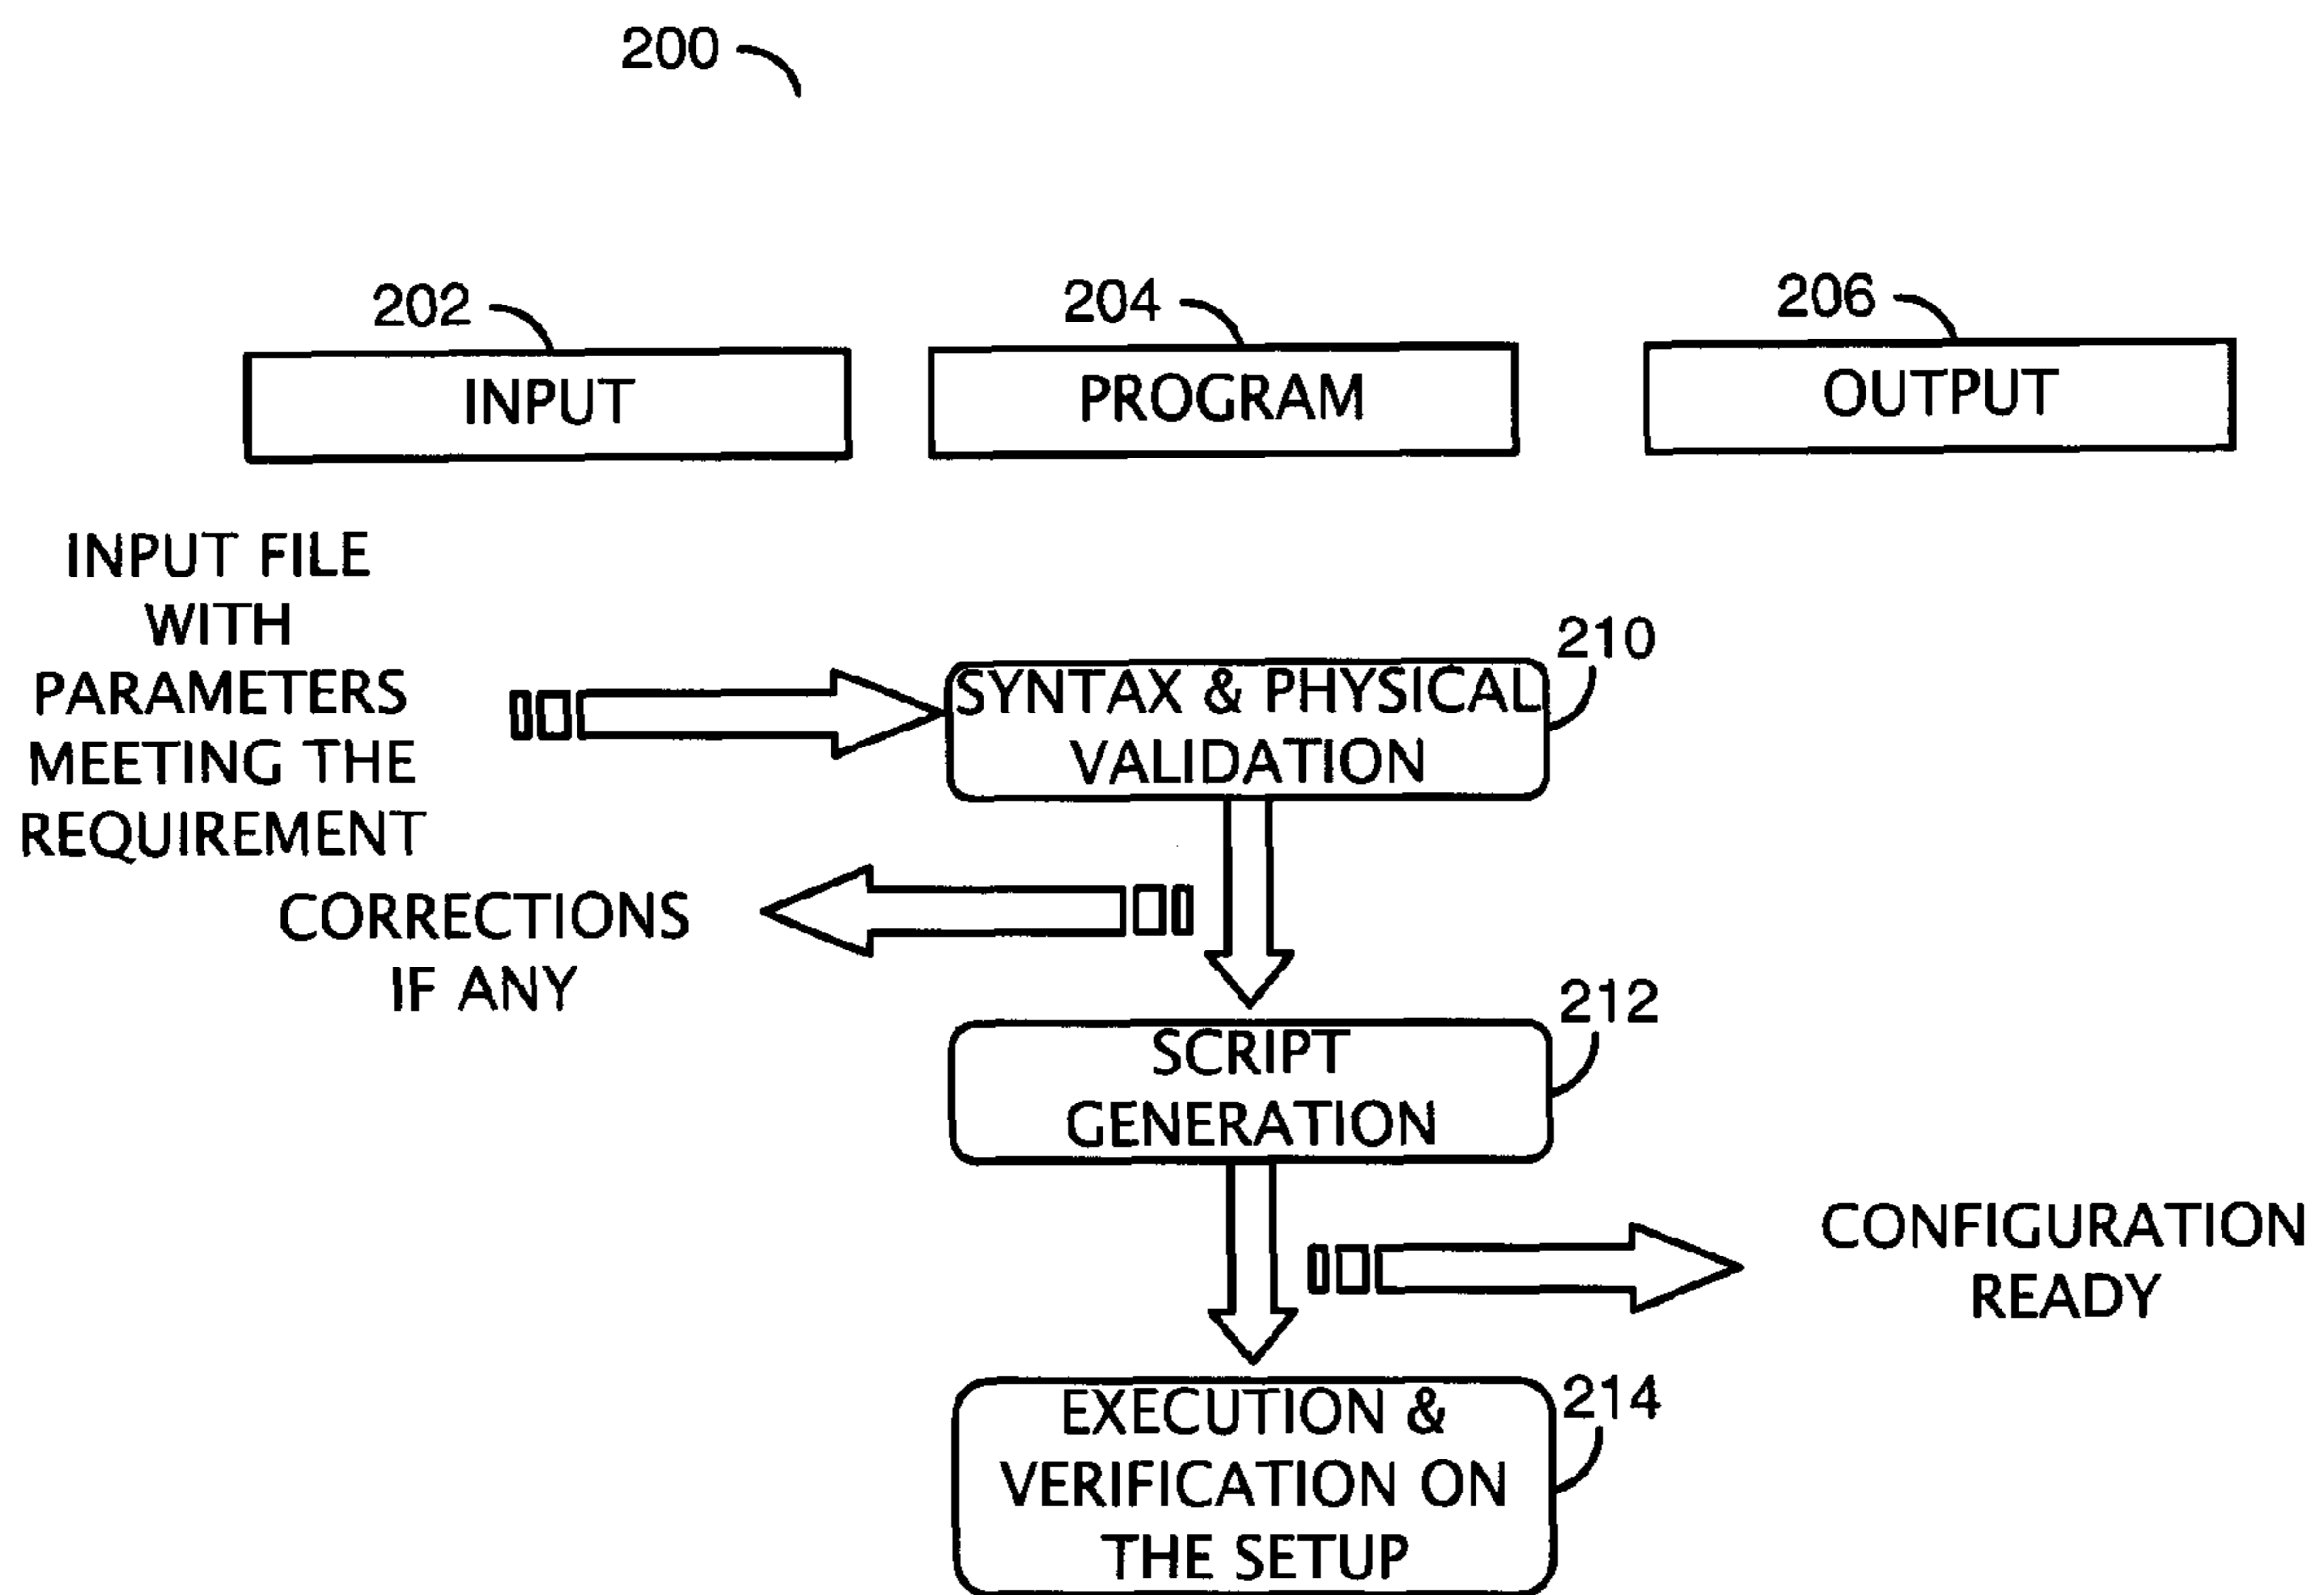 200
202
204
206
INPUT
PROGRAM
OUTPUT
INPUT FILE
WITH
PARAMETERS
MEETING THE
REQUIREMENT
210
SYNTAX & PHYSICAL
VALIDATION
CORRECTIONS
IF ANY
212
SCRIPT
GENERATION
CONFIGURATION
READY
214
EXECUTION &
VERIFICATION ON
THE SETUP